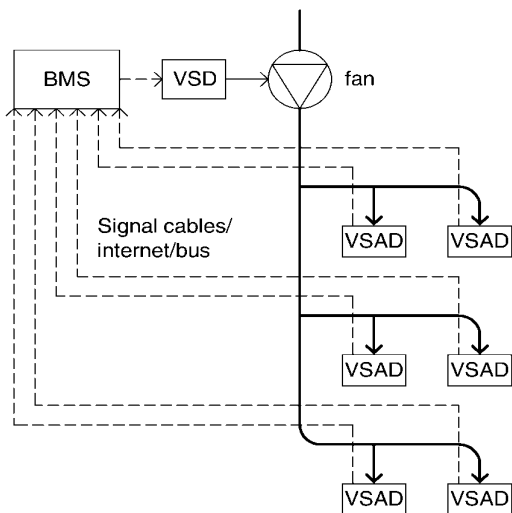 BMS
VSD
fan
Signal cables/
internet/bus
VSAD
VSAD
VSAD
VSAD
VSAD
VSAD